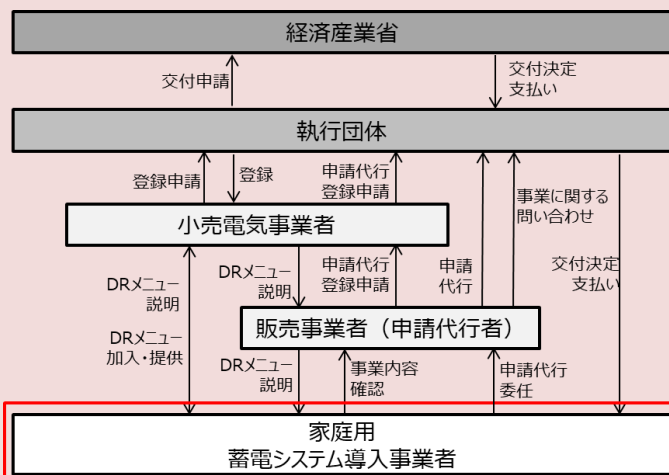 経済産業省
交付申請
交付決定
支払い
執行団体
登録申請
登録
申請代行
登録申請
事業に関する
問い合わせ
小売電気事業者
DRメニュー
説明
DRメニュー
説明
申請代行
登録申請
申請
代行
交付決定
支払い
販売事業者（申請代行者）
DRメニュー
加入・提供
DRメニュー
説明
事業内容
確認
申請代行
委任
家庭用
蓄電システム導入事業者